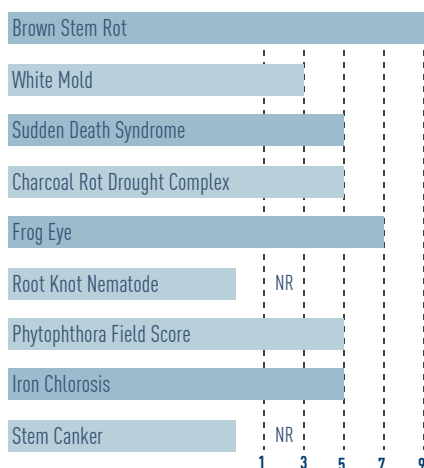 Brown Stem Rot
White Mold
Sudden Death Syndrome
Charcoal Rot Drought Complex
Frog Eye
Root Knot Nematode NR
Phytophthora Field Score
Iron Chlorosis
Stem Canker NR
1 3 5 7 9